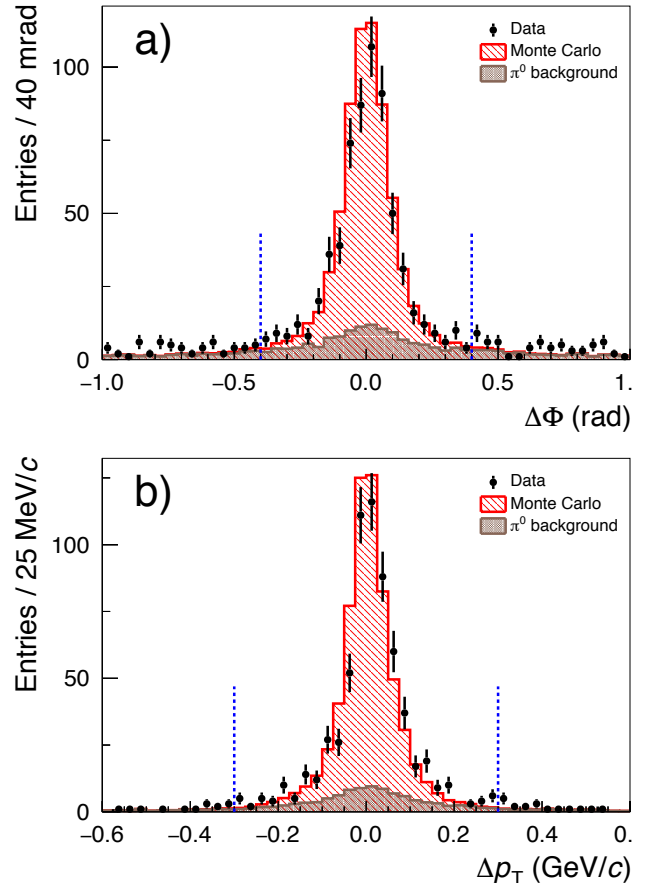 a)
Data
Monte Carlo
π⁰ background
Entries / 40 mrad
100
50
0
−1.0 −0.5 0.0 0.5 1.
ΔΦ (rad)
b)
Data
Monte Carlo
π⁰ background
Entries / 25 MeV/c
100
50
0
−0.6 −0.4 −0.2 0.0 0.2 0.4 0.
Δp_T (GeV/c)